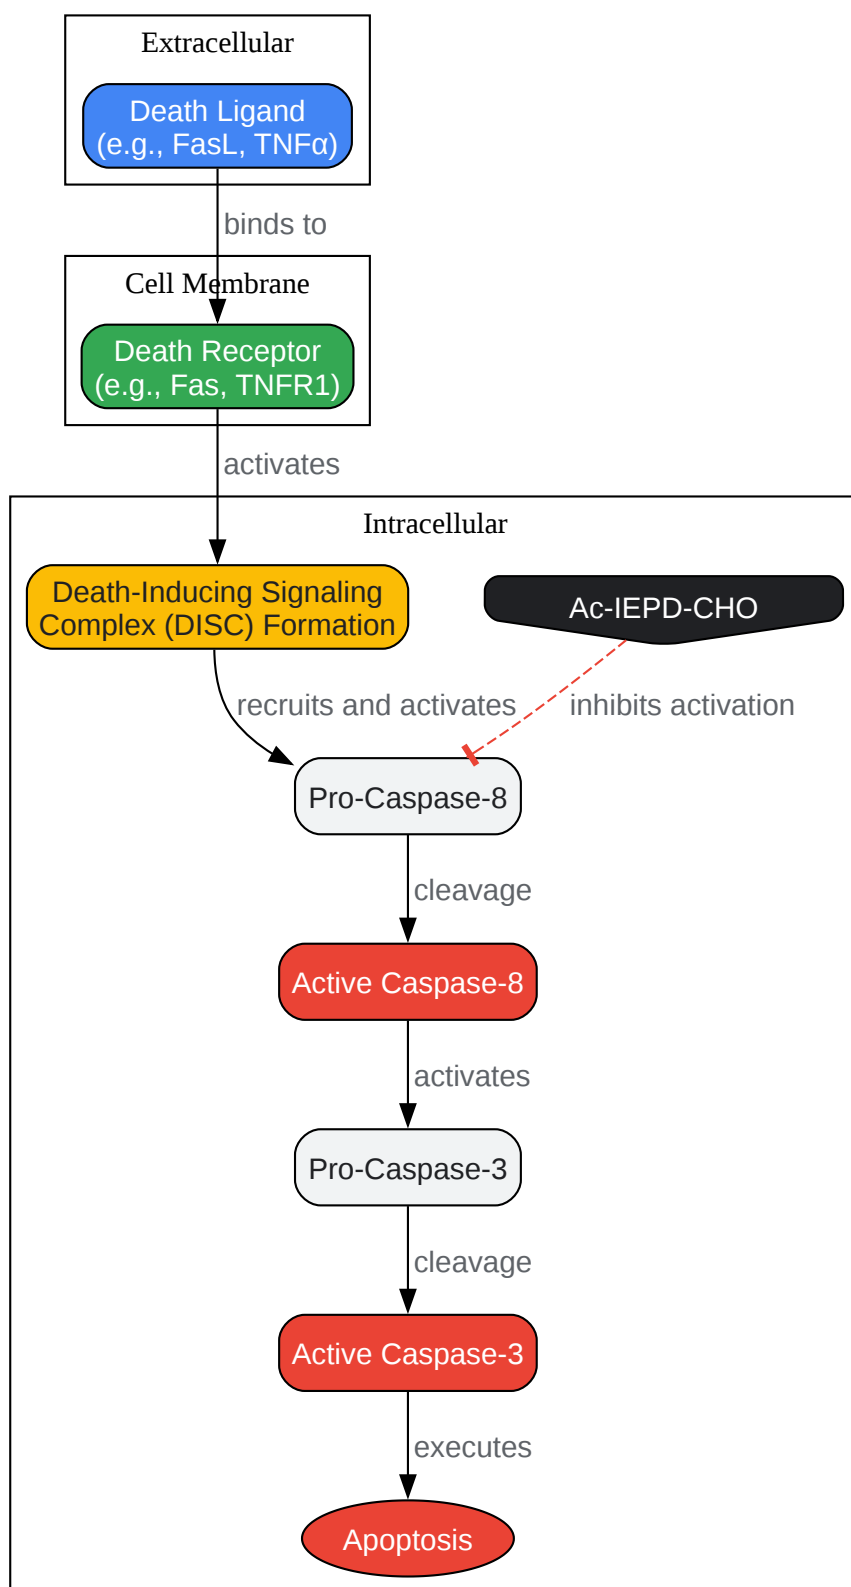 Extracellular
Death Ligand
(e.g., FasL, TNFα)
binds to
Cell Membrane
Death Receptor
(e.g., Fas, TNFR1)
activates
Intracellular
Death-Inducing Signaling
Complex (DISC) Formation
Ac-IEPD-CHO
recruits and activates
inhibits activation
Pro-Caspase-8
cleavage
Active Caspase-8
activates
Pro-Caspase-3
cleavage
Active Caspase-3
executes
Apoptosis